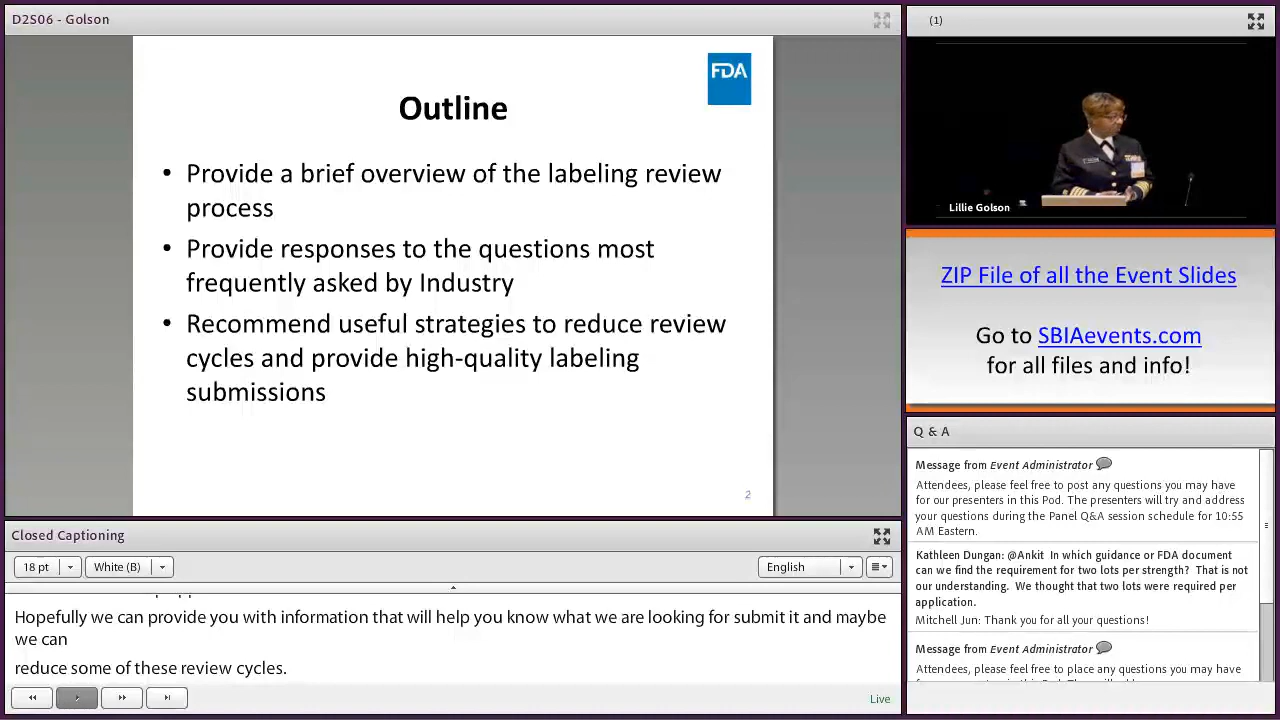 D2S06 - Golson
FDA
Outline
• Provide a brief overview of the labeling review
process
• Provide responses to the questions most
frequently asked by Industry
• Recommend useful strategies to reduce review
cycles and provide high-quality labeling
submissions
2
Closed Captioning
18 pt
White (B)
English
Hopefully we can provide you with information that will help you know what we are looking for submit it and maybe
we can
reduce some of these review cycles.
Live
(1)
Lillie Golson
ZIP File of all the Event Slides
Go to SBIAevents.com
for all files and info!
Q & A
Message from Event Administrator
Attendees, please feel free to post any questions you may have
for our presenters in this Pod. The presenters will try and address
your questions during the Panel Q&A session schedule for 10:55
AM Eastern.
Kathleen Dungan: @Ankit In which guidance or FDA document
can we find the requirement for two lots per strength? That is not
our understanding. We thought that two lots were required per
application.
Mitchell Jun: Thank you for all your questions!
Message from Event Administrator
Attendees, please feel free to place any questions you may have